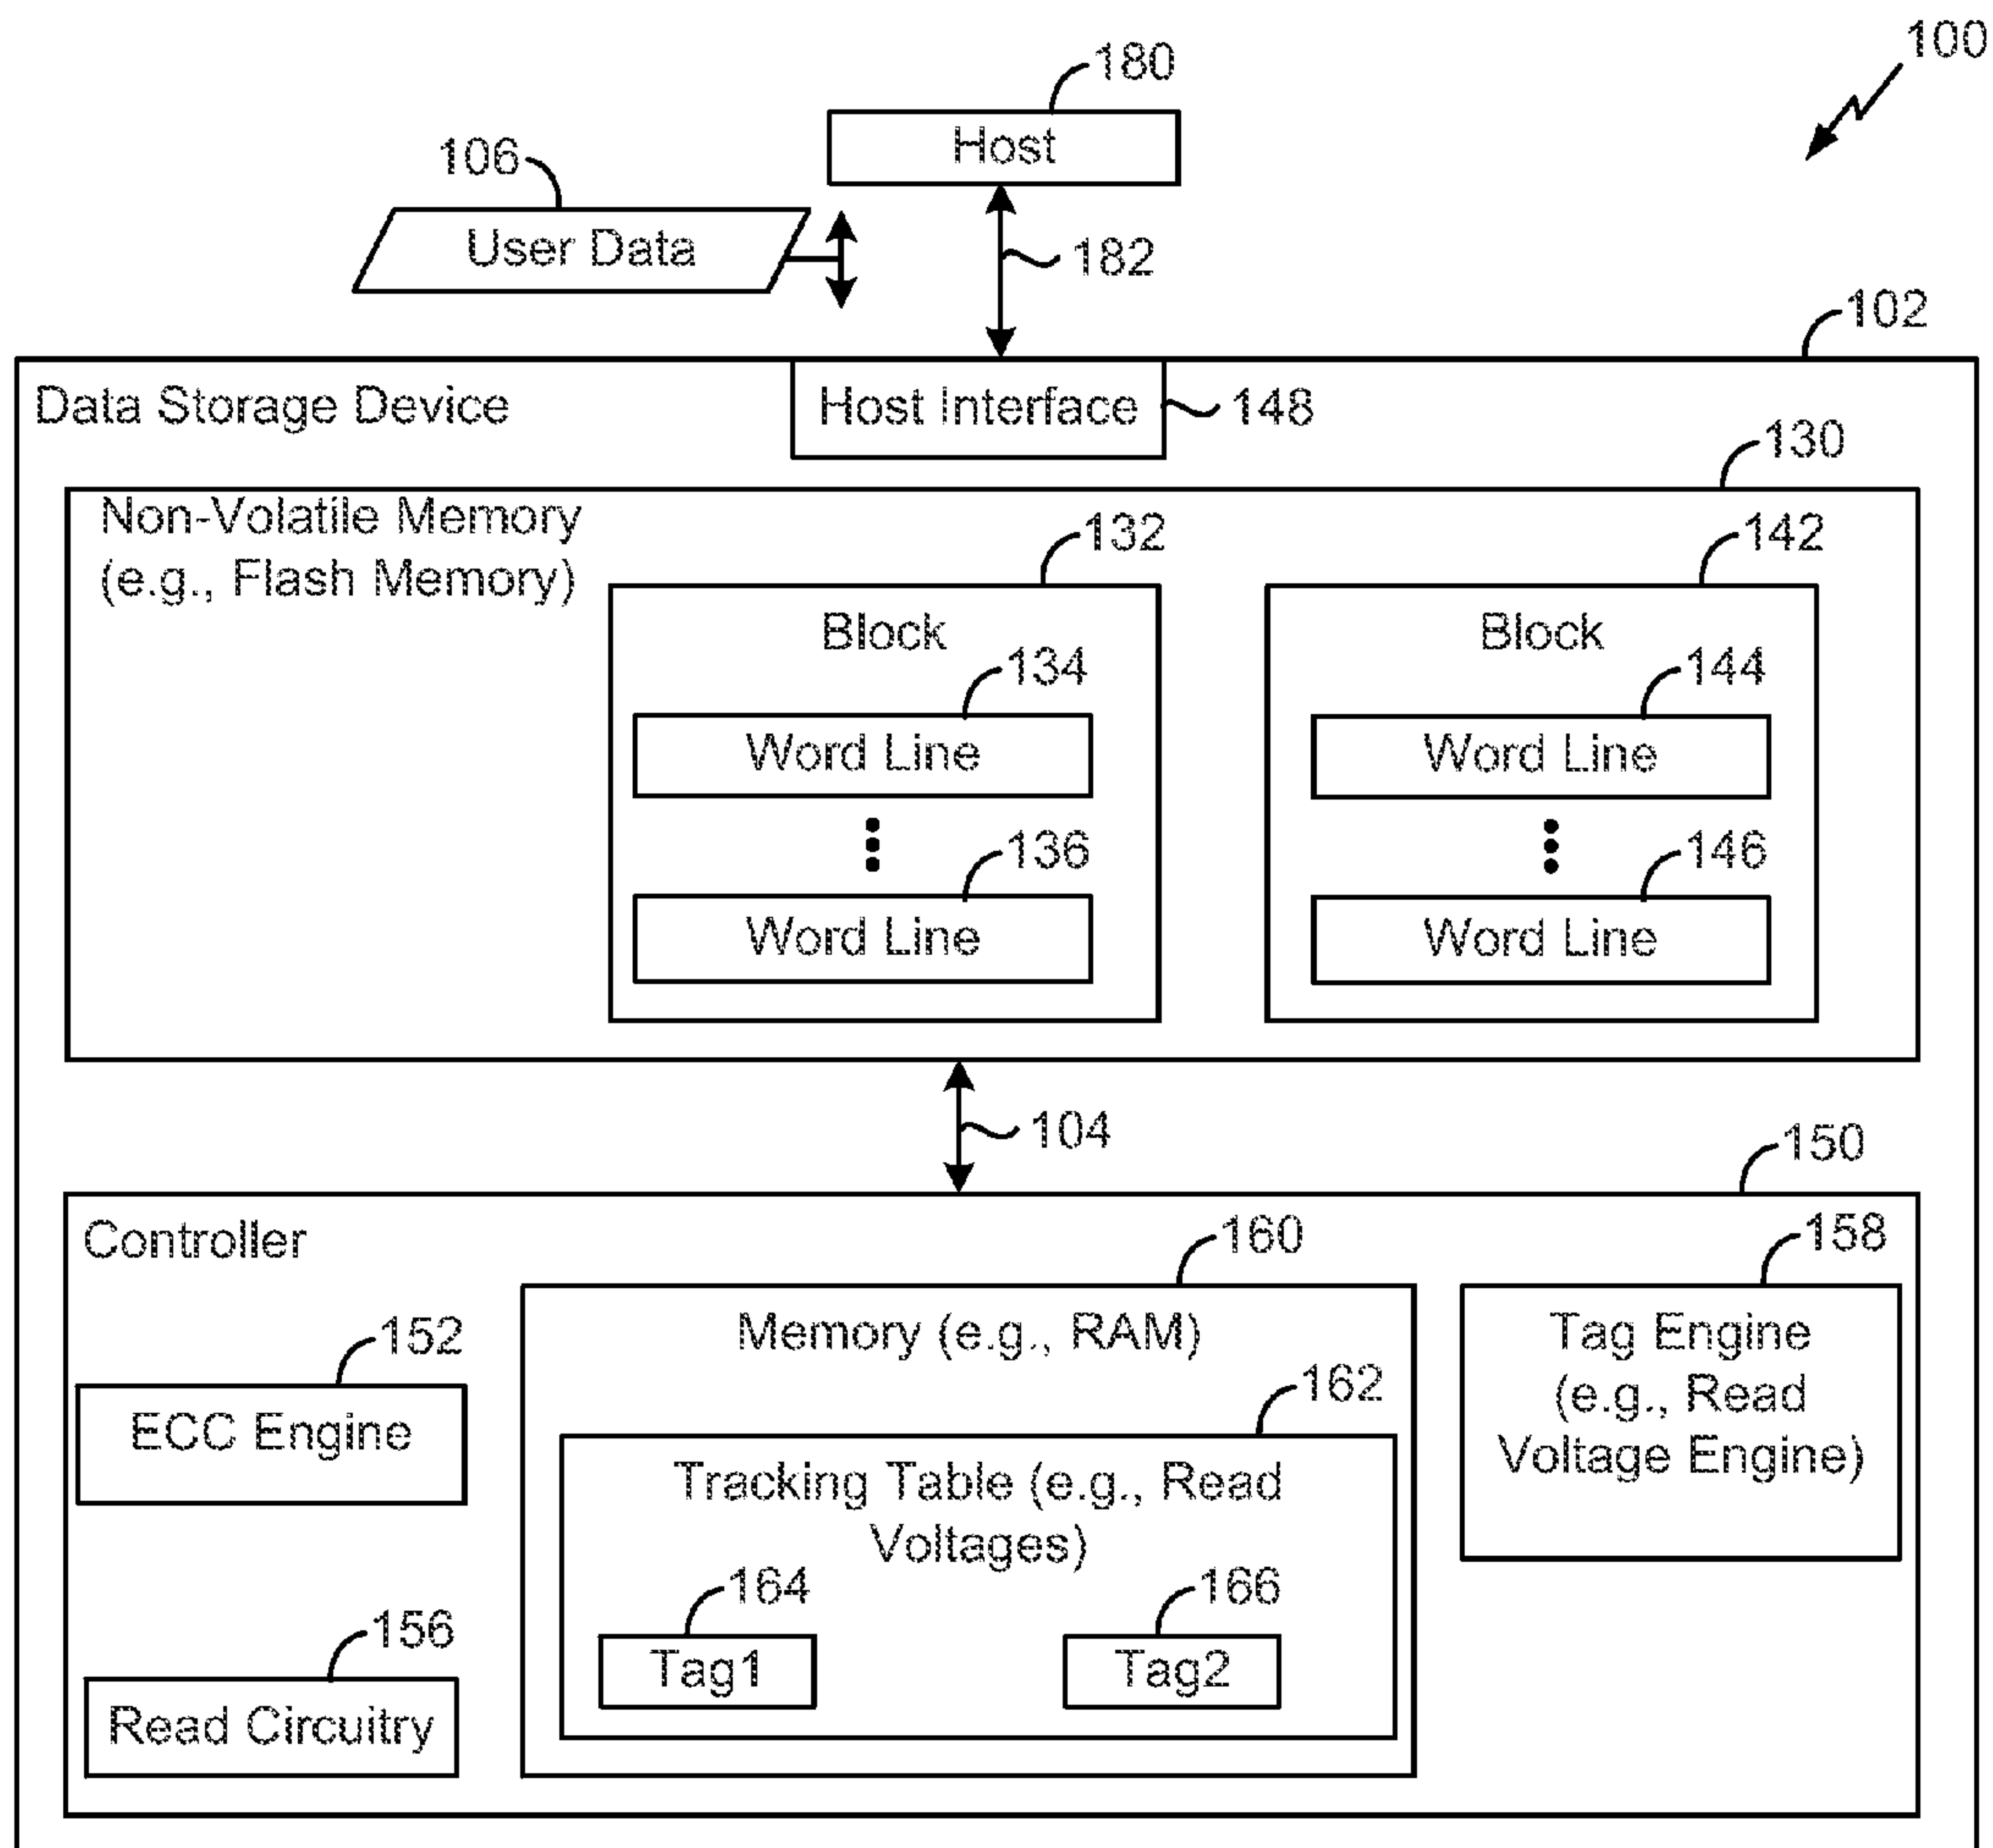 100
180
Host
106
User Data
182
102
Data Storage Device
Host Interface
148
130
Non-Volatile Memory
(e.g., Flash Memory)
132
142
Block
Block
134
144
Word Line
Word Line
136
146
Word Line
Word Line
104
150
Controller
160
158
Memory (e.g., RAM)
Tag Engine
(e.g., Read
Voltage Engine)
152
ECC Engine
162
Tracking Table (e.g., Read
Voltages)
164
166
Tag1
Tag2
156
Read Circuitry